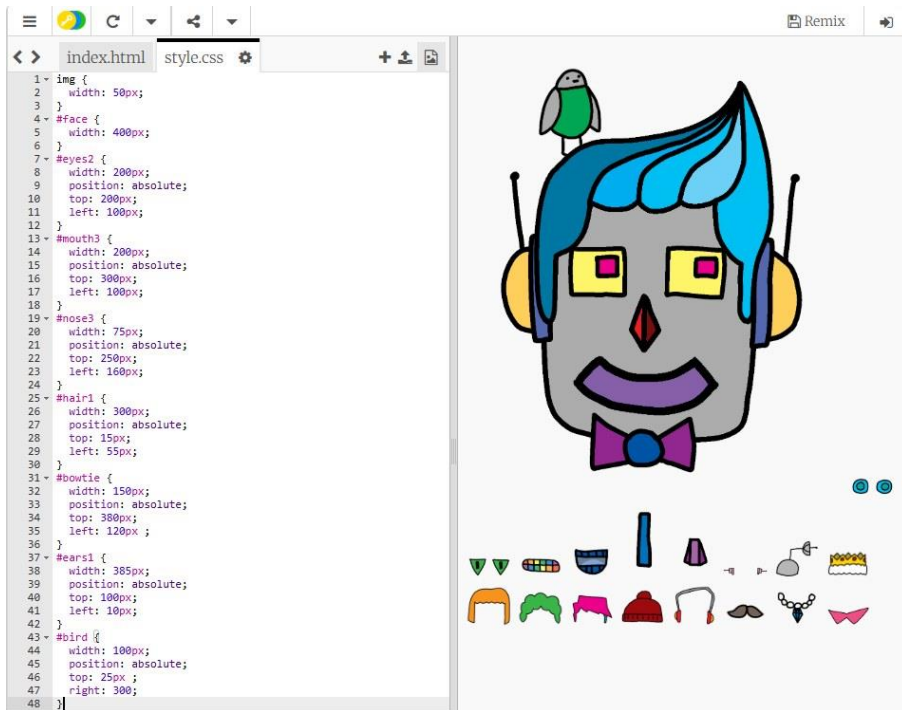 Remix
index.html style.css
1 img {
2 width: 50px;
3 }
4 #face {
5 width: 400px;
6 }
7 #eyes2 {
8 width: 200px;
9 position: absolute;
10 top: 200px;
11 left: 100px;
12 }
13 #mouth3 {
14 width: 200px;
15 position: absolute;
16 top: 300px;
17 left: 100px;
18 }
19 #nose3 {
20 width: 75px;
21 position: absolute;
22 top: 250px;
23 left: 160px;
24 }
25 #hair1 {
26 width: 300px;
27 position: absolute;
28 top: 15px;
29 left: 55px;
30 }
31 #bowtie {
32 width: 150px;
33 position: absolute;
34 top: 380px;
35 left: 120px ;
36 }
37 #ears1 {
38 width: 385px;
39 position: absolute;
40 top: 100px;
41 left: 10px;
42 }
43 #bird {
44 width: 100px;
45 position: absolute;
46 top: 25px ;
47 right: 300;
48 }